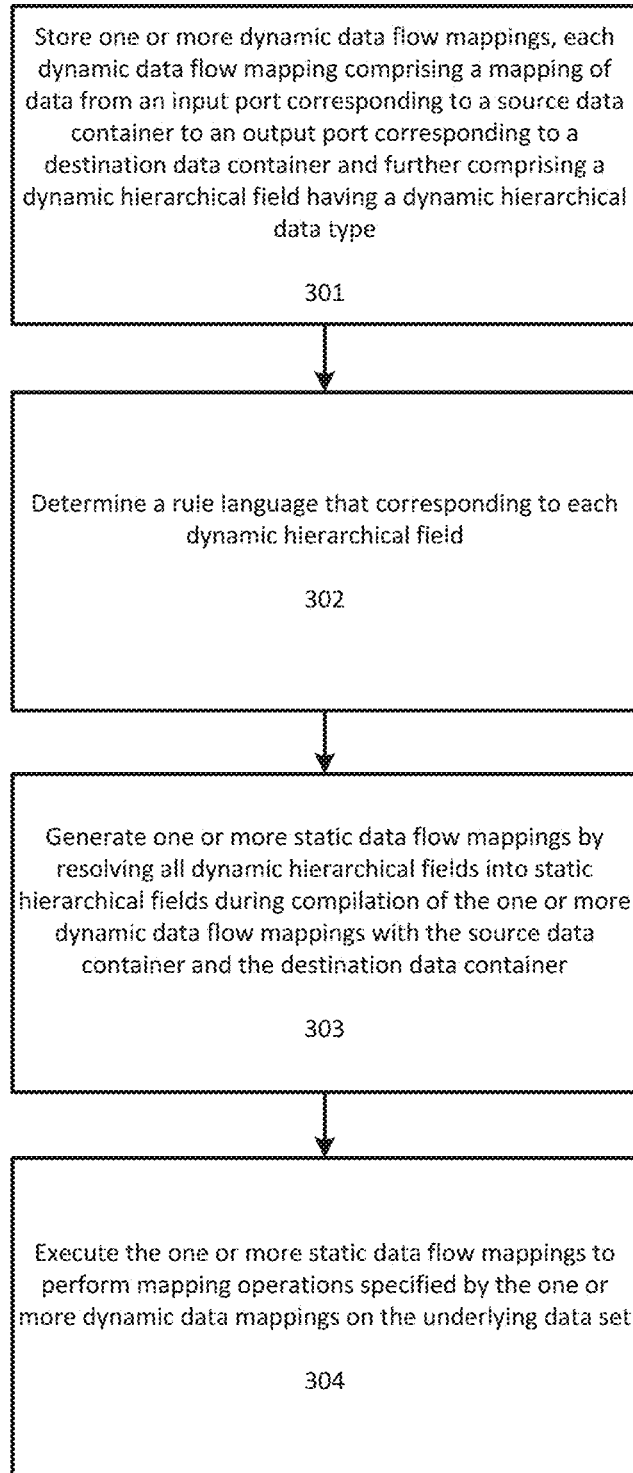 Store one or more dynamic data flow mappings, each
dynamic data flow mapping comprising a mapping of
data from an input port corresponding to a source data
container to an output port corresponding to a
destination data container and further comprising a
dynamic hierarchical field having a dynamic hierarchical
data type
301
Determine a rule language that corresponding to each
dynamic hierarchical field
302
Generate one or more static data flow mappings by
resolving all dynamic hierarchical fields into static
hierarchical fields during compilation of the one or more
dynamic data flow mappings with the source data
container and the destination data container
303
Execute the one or more static data flow mappings to
perform mapping operations specified by the one or
more dynamic data mappings on the underlying data set
304